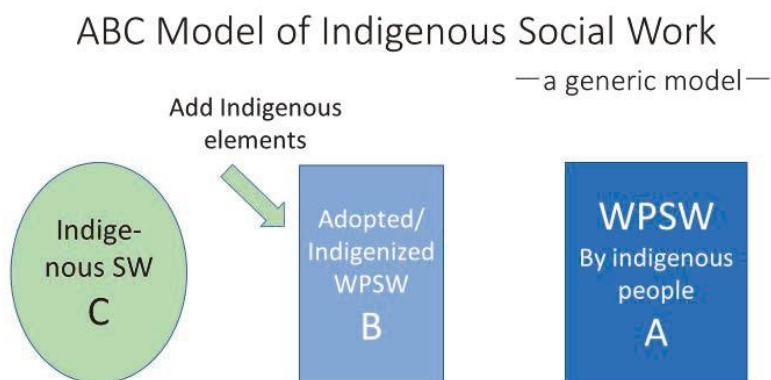 ABC Model of Indigenous Social Work
—a generic model—
Add Indigenous
elements
Indige-
nous SW
C
Adopted/
Indigenized
WPSW
B
WPSW
By indigenous
people
A